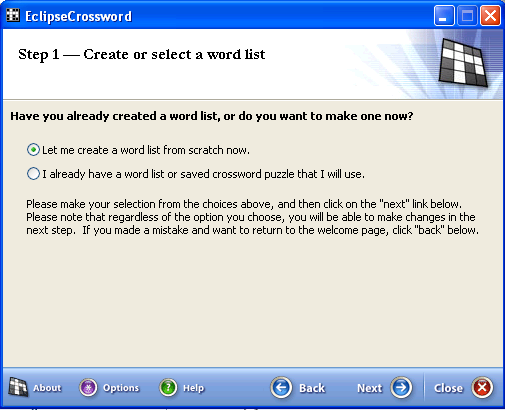 EclipseCrossword
Step 1 — Create or select a word list
Have you already created a word list, or do you want to make one now?
Let me create a word list from scratch now.
I already have a word list or saved crossword puzzle that I will use.
Please make your selection from the choices above, and then click on the "next" link below.
Please note that regardless of the option you choose, you will be able to make changes in the
next step.  If you made a mistake and want to return to the welcome page, click "back" below.
About Options Help Back Next Close